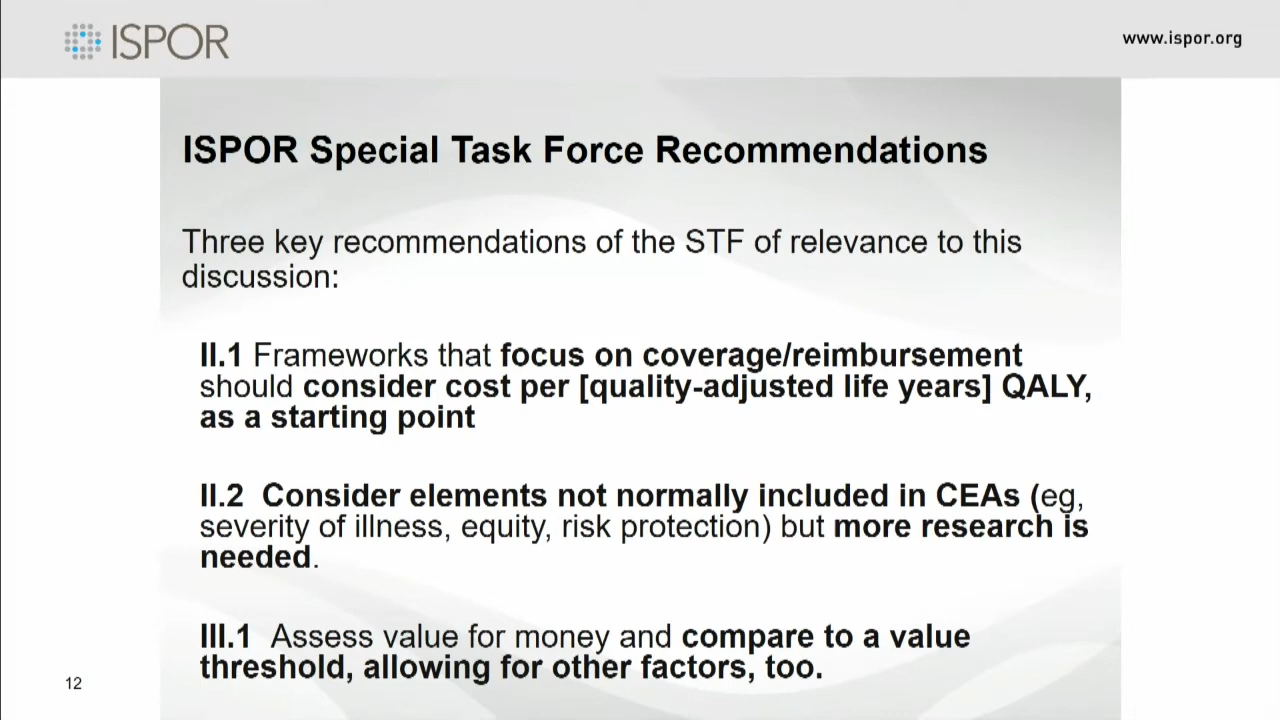 ISPOR
www.ispor.org
ISPOR Special Task Force Recommendations
Three key recommendations of the STF of relevance to this
discussion:
II.1 Frameworks that focus on coverage/reimbursement
should consider cost per [quality-adjusted life years] QALY,
as a starting point
II.2 Consider elements not normally included in CEAs (eg,
severity of illness, equity, risk protection) but more research is
needed.
III.1 Assess value for money and compare to a value
threshold, allowing for other factors, too.
12